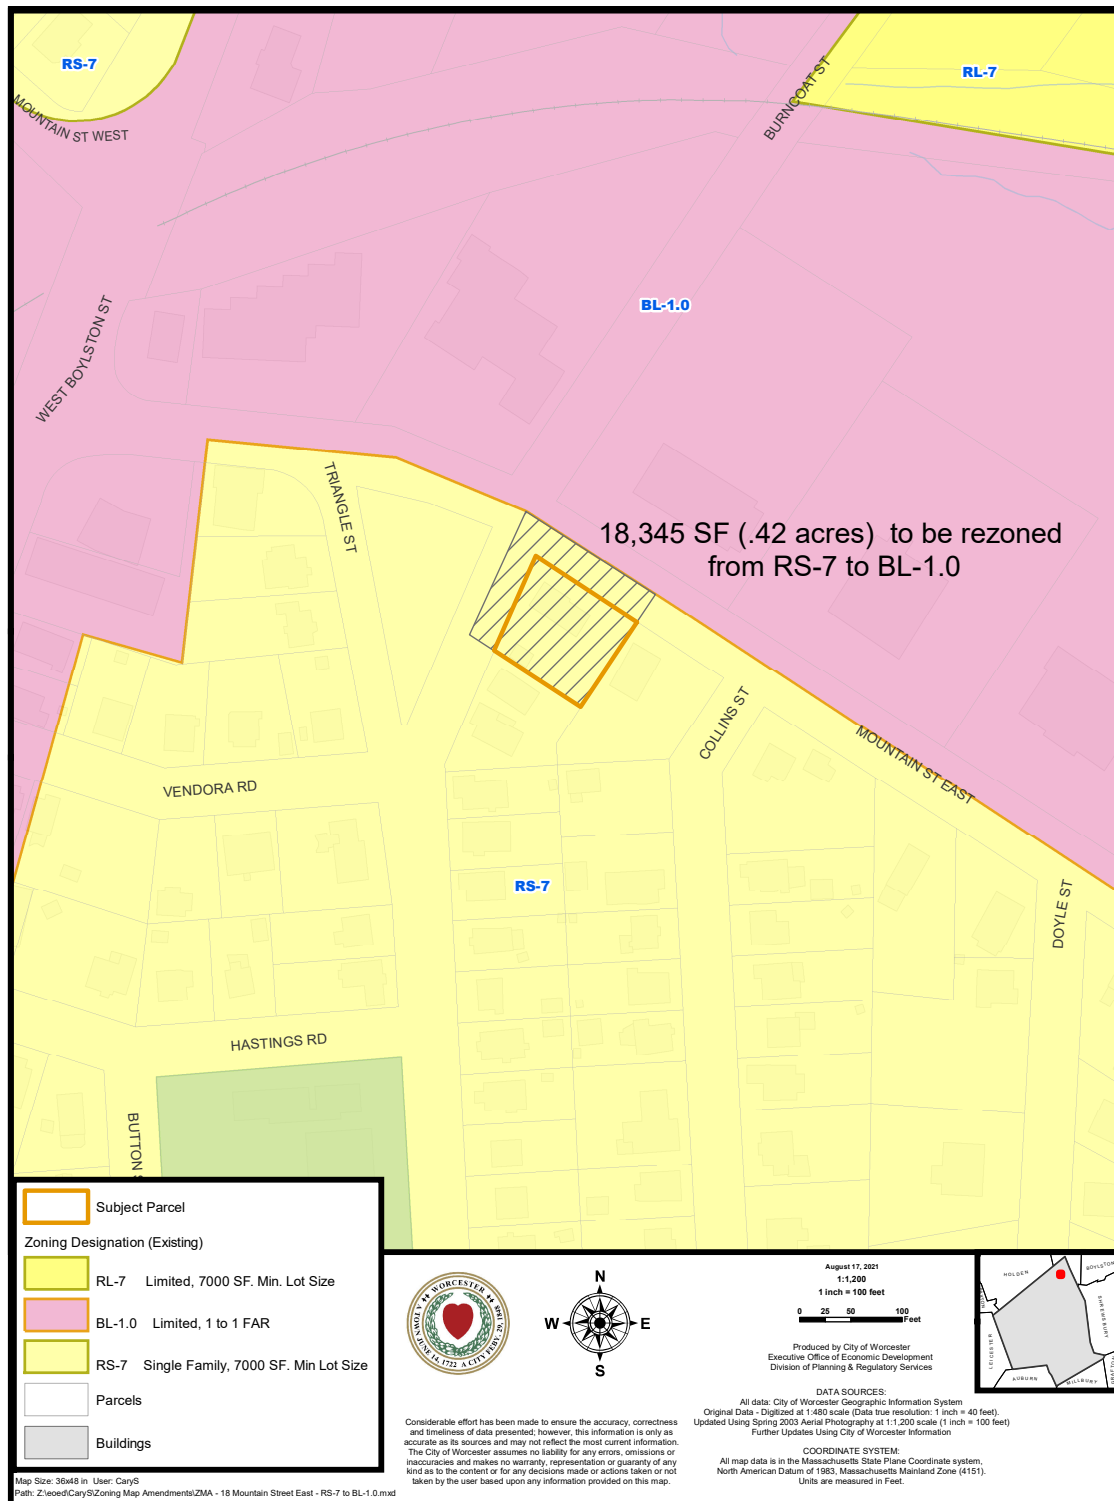 RS-7
RL-7
MOUNTAIN ST WEST
BURNCOAT ST
BL-1.0
WEST BOYLSTON ST
TRIANGLE ST
18,345 SF (.42 acres) to be rezoned
from RS-7 to BL-1.0
COLLINS ST
MOUNTAIN ST EAST
VENDORA RD
RS-7
DOYLE ST
HASTINGS RD
BUTTON S
Subject Parcel
Zoning Designation (Existing)
RL-7 Limited, 7000 SF. Min. Lot Size
BL-1.0 Limited, 1 to 1 FAR
RS-7 Single Family, 7000 SF. Min Lot Size
Parcels
Buildings
Map Size: 36x48 in User: CaryS
Path: Z:\eoed\CaryS\Zoning Map Amendments\ZMA - 18 Mountain Street East - RS-7 to BL-1.0.mxd
WORCESTER
A TOWN JUNE 14, 1722 A CITY FEBY. 29, 1848
N
W E
S
Considerable effort has been made to ensure the accuracy, correctness
and timeliness of data presented; however, this information is only as
accurate as its sources and may not reflect the most current information.
The City of Worcester assumes no liability for any errors, omissions or
inaccuracies and makes no warranty, representation or guaranty of any
kind as to the content or for any decisions made or actions taken or not
taken by the user based upon any information provided on this map.
August 17, 2021
1:1,200
1 inch = 100 feet
0 25 50 100
Feet
Produced by City of Worcester
Executive Office of Economic Development
Division of Planning & Regulatory Services
DATA SOURCES:
All data: City of Worcester Geographic Information System
Original Data - Digitized at 1:480 scale (Data true resolution: 1 inch = 40 feet).
Updated Using Spring 2003 Aerial Photography at 1:1,200 scale (1 inch = 100 feet)
Further Updates Using City of Worcester Information
COORDINATE SYSTEM:
All map data is in the Massachusetts State Plane Coordinate system,
North American Datum of 1983, Massachusetts Mainland Zone (4151).
Units are measured in Feet.
HOLDEN
BOYLSTON
SHREWSBURY
LEICESTER
AUBURN
MILLBURY
GRAFTON